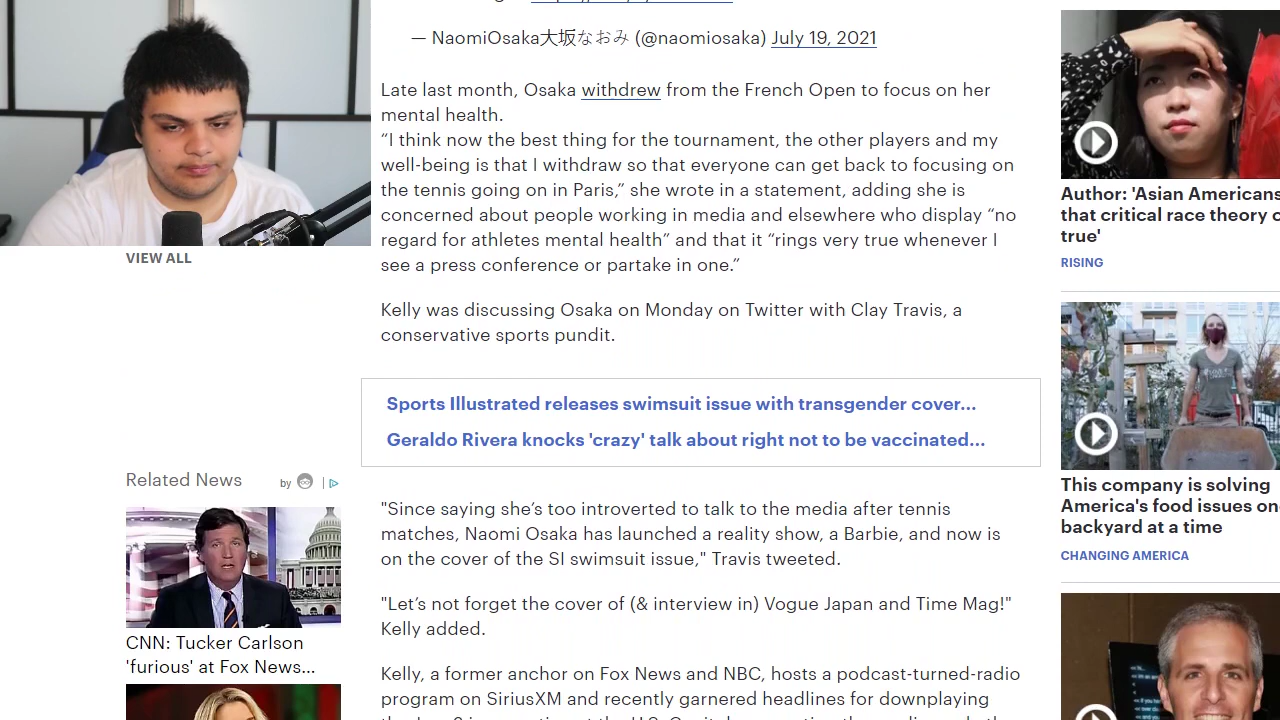 — NaomiOsaka大坂なおみ (@naomiosaka) July 19, 2021
Late last month, Osaka withdrew from the French Open to focus on her
mental health.
“I think now the best thing for the tournament, the other players and my
well-being is that I withdraw so that everyone can get back to focusing on
the tennis going on in Paris,” she wrote in a statement, adding she is
concerned about people working in media and elsewhere who display “no
regard for athletes mental health” and that it “rings very true whenever I
see a press conference or partake in one.”
Kelly was discussing Osaka on Monday on Twitter with Clay Travis, a
conservative sports pundit.
Sports Illustrated releases swimsuit issue with transgender cover...
Geraldo Rivera knocks 'crazy' talk about right not to be vaccinated...
"Since saying she’s too introverted to talk to the media after tennis
matches, Naomi Osaka has launched a reality show, a Barbie, and now is
on the cover of the SI swimsuit issue," Travis tweeted.
"Let’s not forget the cover of (& interview in) Vogue Japan and Time Mag!"
Kelly added.
Kelly, a former anchor on Fox News and NBC, hosts a podcast-turned-radio
program on SiriusXM and recently garnered headlines for downplaying
VIEW ALL
Related News
by
CNN: Tucker Carlson
'furious' at Fox News...
Author: 'Asian Americans
that critical race theory
true'
RISING
This company is solving
America's food issues
backyard at a time
CHANGING AMERICA